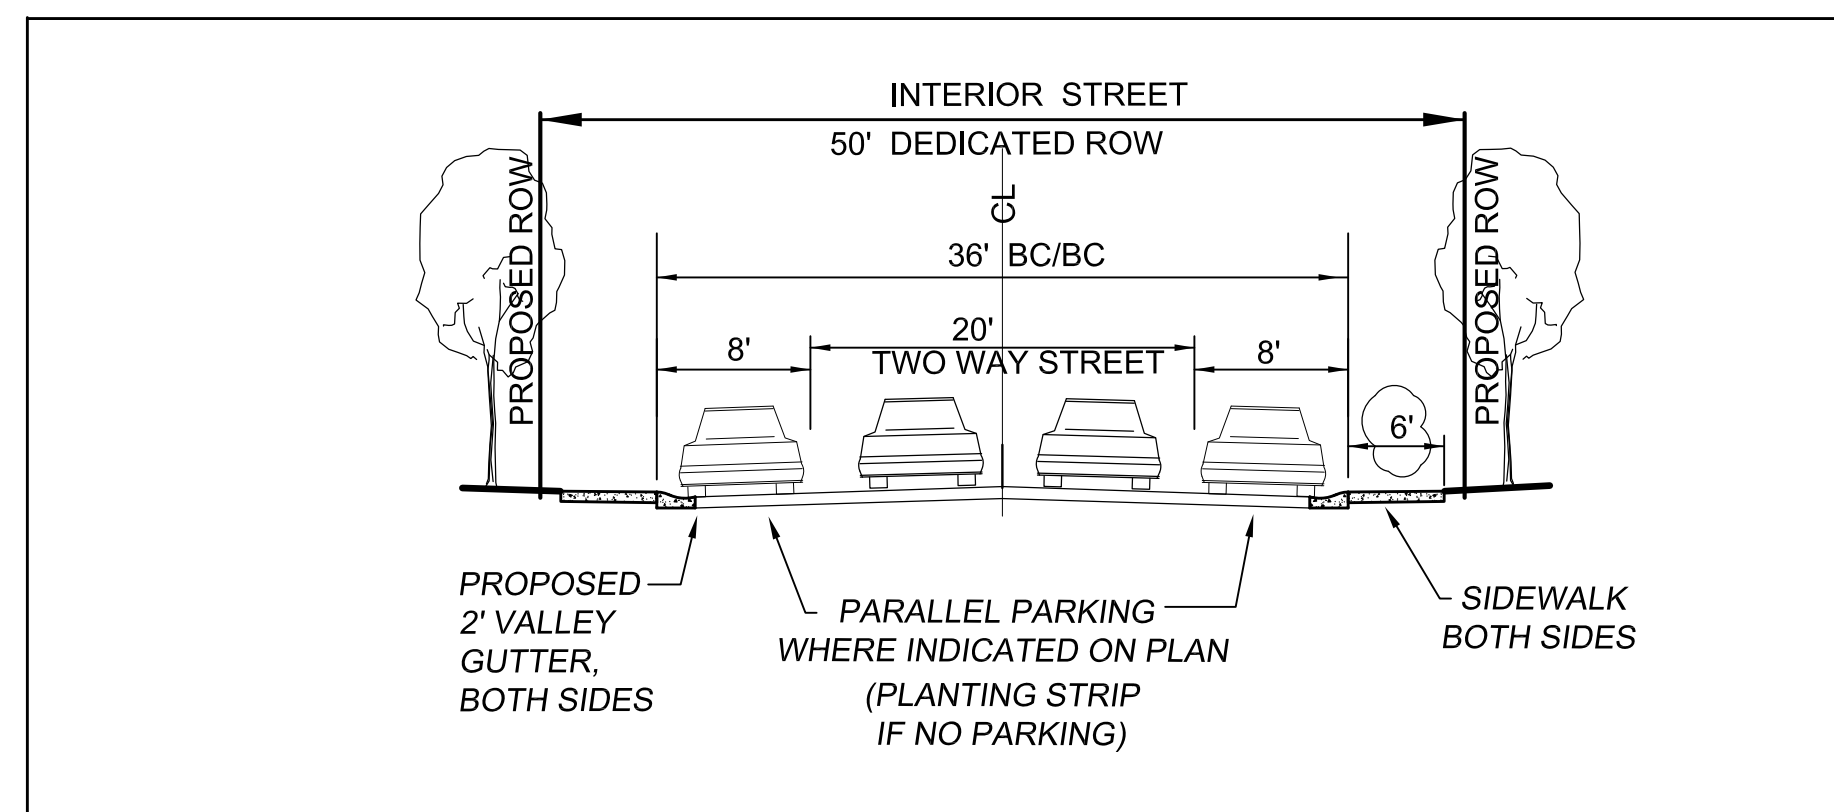 INTERIOR STREET
50' DEDICATED ROW
PROPOSED ROW
CL
PROPOSED ROW
36' BC/BC
20'
8'
TWO WAY STREET
8'
6'
PROPOSED
2' VALLEY
GUTTER,
BOTH SIDES
PARALLEL PARKING
WHERE INDICATED ON PLAN
(PLANTING STRIP
IF NO PARKING)
SIDEWALK
BOTH SIDES